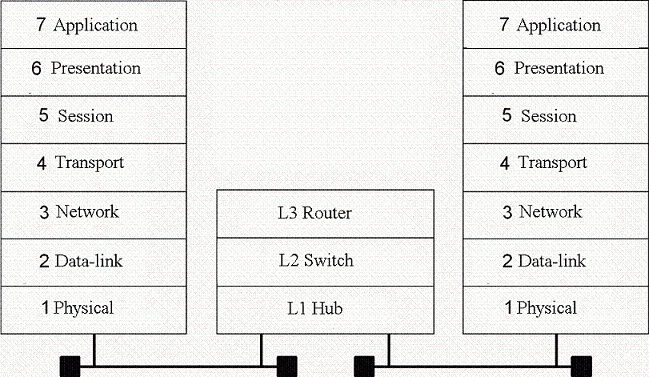 7 Application
6 Presentation
5 Session
4 Transport
3 Network
2 Data-link
1 Physical
L3 Router
L2 Switch
L1 Hub
7 Application
6 Presentation
5 Session
4 Transport
3 Network
2 Data-link
1 Physical